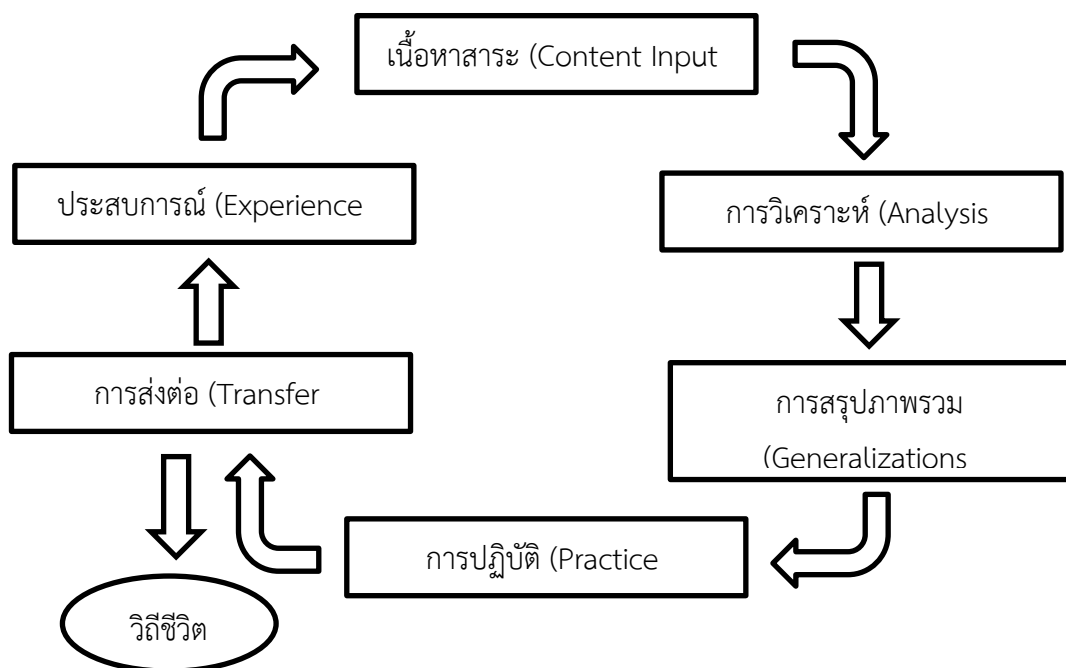 เนื้อหาสาระ (Content Input
ประสบการณ์ (Experience
การวิเคราะห์ (Analysis
การส่งต่อ (Transfer
การสรุปภาพรวม
(Generalizations
การปฏิบัติ (Practice
วิถีชีวิต